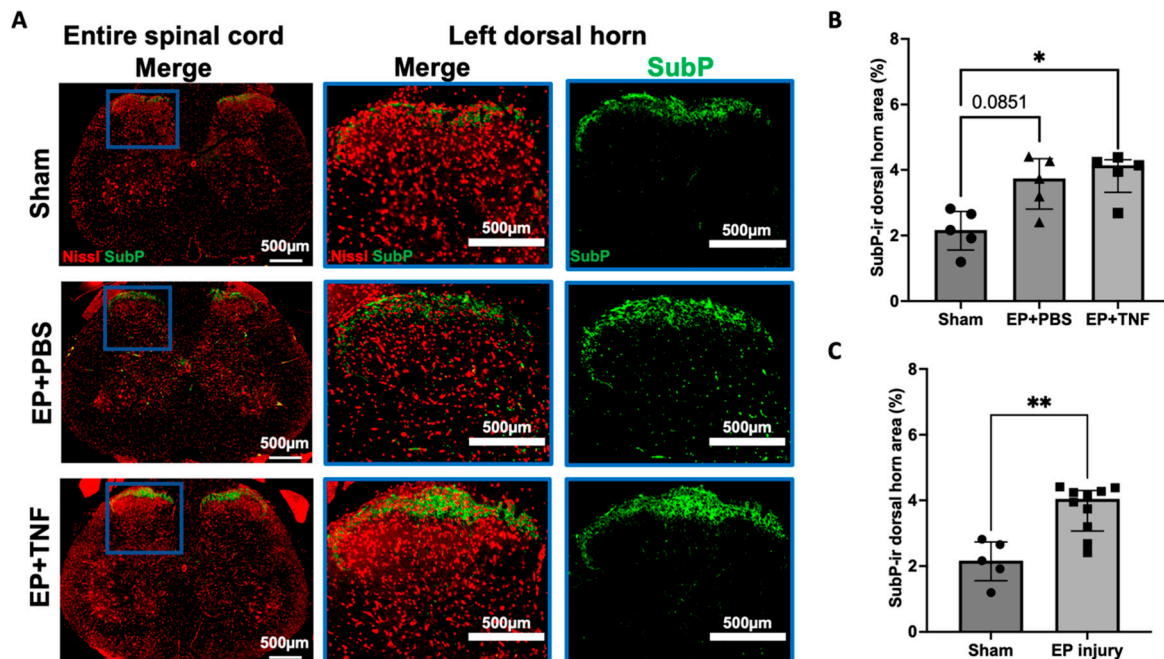 A
Entire spinal cord
Left dorsal horn
Merge
Merge
SubP
Sham
Nissl SubP
500µm
Nissl SubP
500µm
SubP
500µm
EP+PBS
500µm
500µm
500µm
EP+TNF
500µm
500µm
500µm
B
SubP-ir dorsal horn area (%)
8
6
4
2
0
*
0.0851
Sham
EP+PBS
EP+TNF
C
SubP-ir dorsal horn area (%)
8
6
4
2
0
**
Sham
EP injury